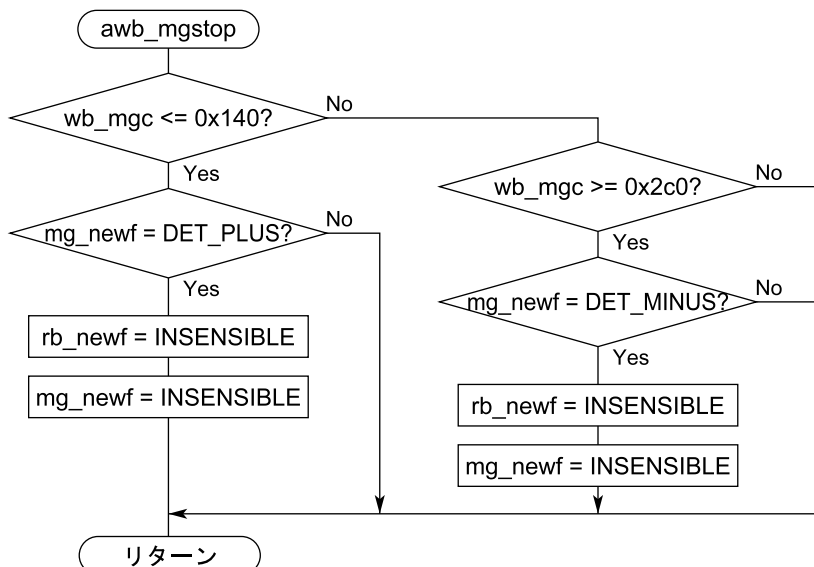 awb_mgstop
wb_mgc <= 0x140?
No
Yes
mg_newf = DET_PLUS?
No
Yes
rb_newf = INSENSIBLE
mg_newf = INSENSIBLE
wb_mgc >= 0x2c0?
No
Yes
mg_newf = DET_MINUS?
No
Yes
rb_newf = INSENSIBLE
mg_newf = INSENSIBLE
リターン